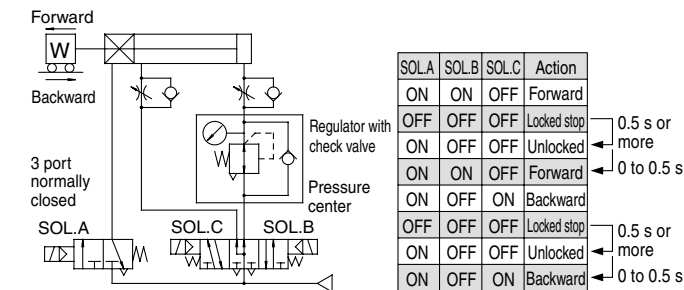 Forward
W
Backward
Regulator with
check valve
3 port
normally
closed
Pressure
center
SOL.A
SOL.C
SOL.B
SOL.A SOL.B SOL.C Action
ON ON OFF Forward
OFF OFF OFF Locked stop
ON OFF OFF Unlocked
ON ON OFF Forward
ON OFF ON Backward
OFF OFF OFF Locked stop
ON OFF OFF Unlocked
ON OFF ON Backward
0.5 s or
more
0 to 0.5 s
0.5 s or
more
0 to 0.5 s